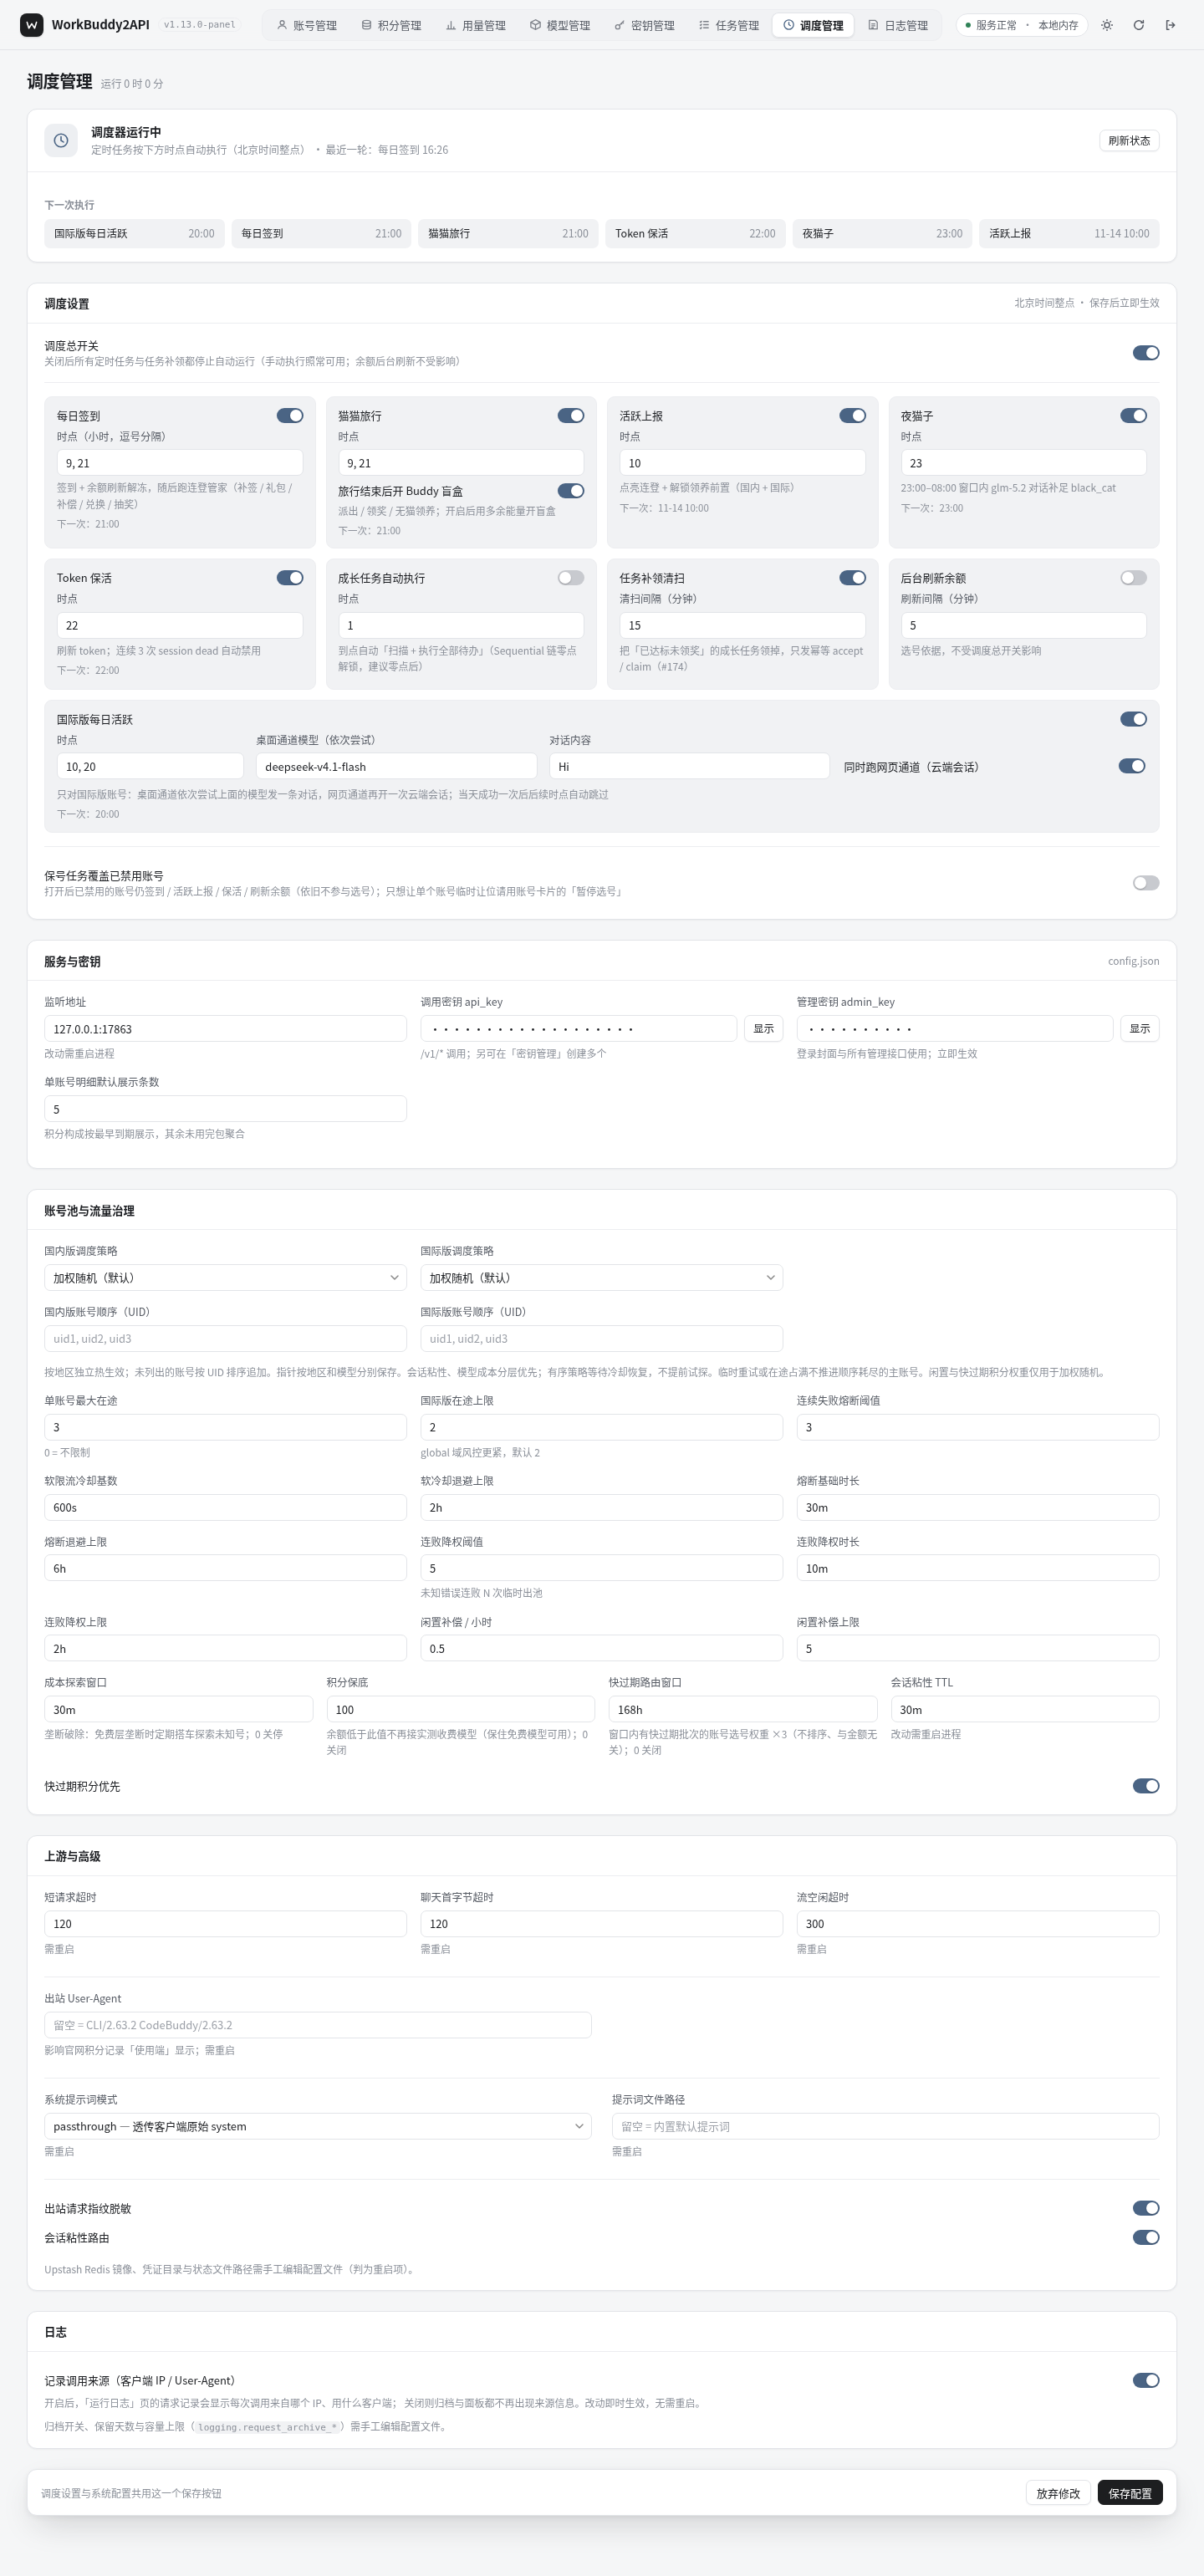 WorkBuddy2API v1.13.0-panel 账号管理 积分管理 用量管理 模型管理 密钥管理 任务管理 调度管理 日志管理 服务正常 · 本地内存
调度管理 运行 0 时 0 分
调度器运行中
定时任务按下方时点自动执行（北京时间整点） · 最近一轮：每日签到 16:26
刷新状态
下一次执行
国际版每日活跃 20:00 每日签到 21:00 猫猫旅行 21:00 Token 保活 22:00 夜猫子 23:00 活跃上报 11-14 10:00
调度设置 北京时间整点 · 保存后立即生效
调度总开关
关闭后所有定时任务与任务补领都停止自动运行（手动执行照常可用；余额后台刷新不受影响）
每日签到
时点（小时，逗号分隔）
9, 21
签到 + 余额刷新解冻，随后跑连登管家（补签 / 礼包 /
补偿 / 兑换 / 抽奖）
下一次：21:00
猫猫旅行
时点
9, 21
旅行结束后开 Buddy 盲盒
派出 / 领奖 / 无猫领养；开启后用多余能量开盲盒
下一次：21:00
活跃上报
时点
10
点亮连登 + 解锁领养前置（国内 + 国际）
下一次：11-14 10:00
夜猫子
时点
23
23:00–08:00 窗口内 glm-5.2 对话补足 black_cat
下一次：23:00
Token 保活
时点
22
刷新 token；连续 3 次 session dead 自动禁用
下一次：22:00
成长任务自动执行
时点
1
到点自动「扫描 + 执行全部待办」（Sequential 链零点
解锁，建议零点后）
任务补领清扫
清扫间隔（分钟）
15
把「已达标未领奖」的成长任务领掉，只发幂等 accept
/ claim（#174）
后台刷新余额
刷新间隔（分钟）
5
选号依据，不受调度总开关影响
国际版每日活跃
时点 桌面通道模型（依次尝试） 对话内容
10, 20 deepseek-v4.1-flash Hi 同时跑网页通道（云端会话）
只对国际版账号：桌面通道依次尝试上面的模型发一条对话，网页通道再开一次云端会话；当天成功一次后后续时点自动跳过
下一次：20:00
保号任务覆盖已禁用账号
打开后已禁用的账号仍签到 / 活跃上报 / 保活 / 刷新余额（依旧不参与选号）；只想让单个账号临时让位请用账号卡片的「暂停选号」
服务与密钥 config.json
监听地址 调用密钥 api_key 管理密钥 admin_key
127.0.0.1:17863 ••••••••••••••••••• 显示 •••••••••• 显示
改动需重启进程 /v1/* 调用；另可在「密钥管理」创建多个 登录封面与所有管理接口使用；立即生效
单账号明细默认展示条数
5
积分构成按最早到期展示，其余未用完包聚合
账号池与流量治理
国内版调度策略 国际版调度策略
加权随机（默认） 加权随机（默认）
国内版账号顺序（UID） 国际版账号顺序（UID）
uid1, uid2, uid3 uid1, uid2, uid3
按地区独立热生效；未列出的账号按 UID 排序追加。指针按地区和模型分别保存。会话粘性、模型成本分层优先；有序策略等待冷却恢复，不提前试探。临时重试或在途占满不推进顺序耗尽的主账号。闲置与快过期积分权重仅用于加权随机。
单账号最大在途 国际版在途上限 连续失败熔断阈值
3 2 3
0 = 不限制 global 域风控更紧，默认 2
软限流冷却基数 软冷却退避上限 熔断基础时长
600s 2h 30m
熔断退避上限 连败降权阈值 连败降权时长
6h 5 10m
未知错误连败 N 次临时出池
连败降权上限 闲置补偿 / 小时 闲置补偿上限
2h 0.5 5
成本探索窗口 积分保底 快过期路由窗口 会话粘性 TTL
30m 100 168h 30m
垄断破除：免费层垄断时定期搭车探索未知号；0 关停
余额低于此值不再接实测收费模型（保住免费模型可用）；0
关闭
窗口内有快过期批次的账号选号权重 ×3（不排序、与金额无
关）；0 关闭
改动需重启进程
快过期积分优先
上游与高级
短请求超时 聊天首字节超时 流空闲超时
120 120 300
需重启 需重启 需重启
出站 User-Agent
留空 = CLI/2.63.2 CodeBuddy/2.63.2
影响官网积分记录「使用端」显示；需重启
系统提示词模式 提示词文件路径
passthrough — 透传客户端原始 system 留空 = 内置默认提示词
需重启 需重启
出站请求指纹脱敏
会话粘性路由
Upstash Redis 镜像、凭证目录与状态文件路径需手工编辑配置文件（判为重启项）。
日志
记录调用来源（客户端 IP / User-Agent）
开启后，「运行日志」页的请求记录会显示每次调用来自哪个 IP、用什么客户端； 关闭则归档与面板都不再出现来源信息。改动即时生效，无需重启。
归档开关、保留天数与容量上限（logging.request_archive_*）需手工编辑配置文件。
调度设置与系统配置共用这一个保存按钮 放弃修改 保存配置